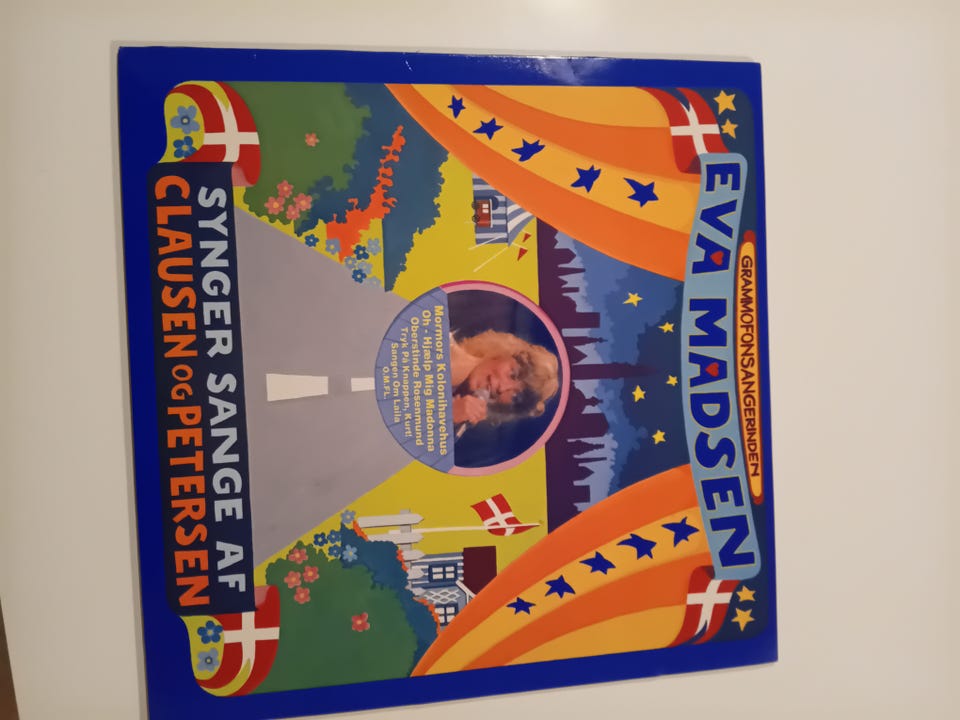 GRAMMOFONSANGERINDEN
EVA MADSEN
Mormors Kolonihavehus
Oh - Hjælp Mig Madonna
Oberstinde Rosenmund
Tryk På Knappen, Kurt!
Sangen Om Laila
O.M.FL.
SYNGER SANGE AF
CLAUSEN OG PETERSEN